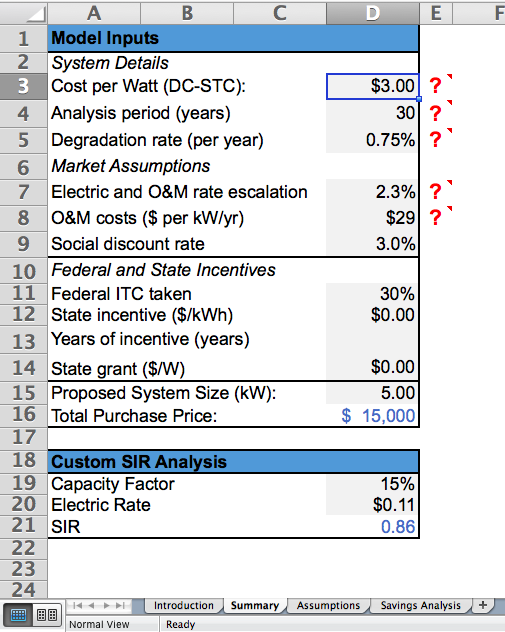 A B C D E F
1 Model Inputs
2 System Details
3 Cost per Watt (DC-STC): $3.00 ?
4 Analysis period (years) 30 ?
5 Degradation rate (per year) 0.75% ?
6 Market Assumptions
7 Electric and O&M rate escalation 2.3% ?
8 O&M costs ($ per kW/yr) $29 ?
9 Social discount rate 3.0%
10 Federal and State Incentives
11 Federal ITC taken 30%
12 State incentive ($/kWh) $0.00
13 Years of incentive (years)
14 State grant ($/W) $0.00
15 Proposed System Size (kW): 5.00
16 Total Purchase Price: $ 15,000
17
18 Custom SIR Analysis
19 Capacity Factor 15%
20 Electric Rate $0.11
21 SIR 0.86
22
23
24
Introduction Summary Assumptions Savings Analysis +
Normal View Ready